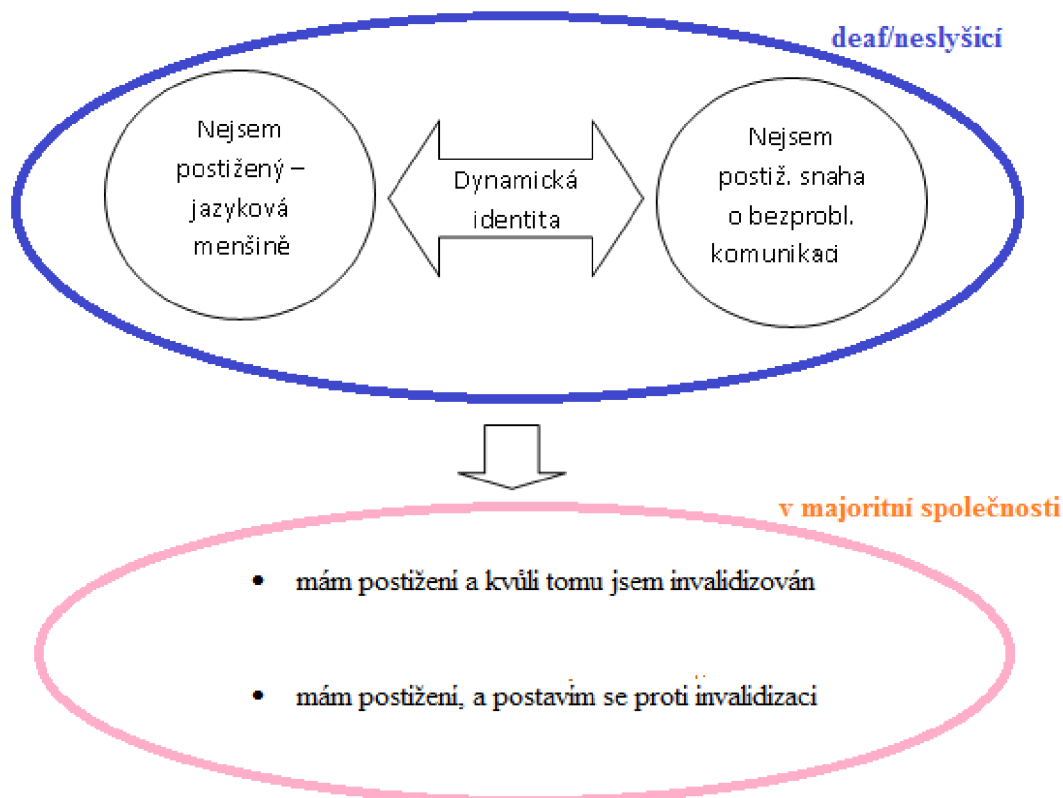 deaf/neslyšicí
Nejsem
postižený –
jazyková
menšině
Dynamická
identita
Nejsem
postiž. snaha
o bezprobl.
komunikaci
v majoritní společnosti
• mám postižení a kvůli tomu jsem invalidizován
• mám postižení, a postavím se proti invalidizaci